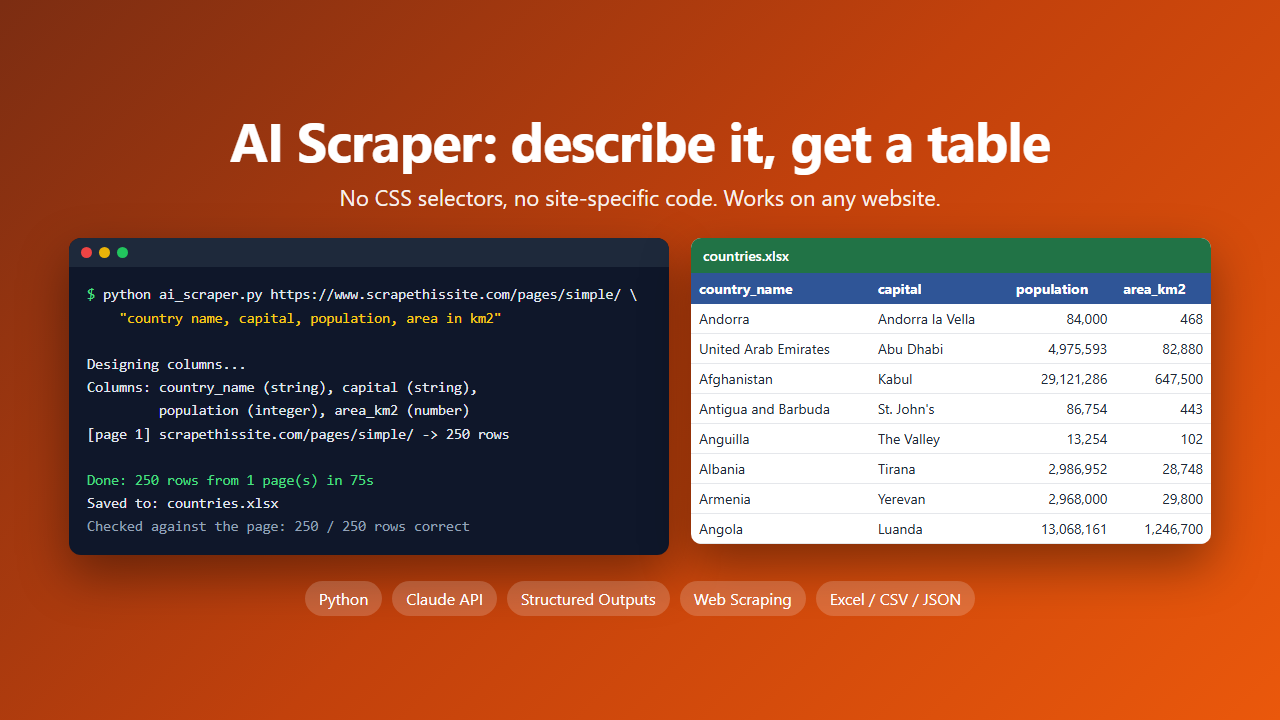 AI Scraper: describe it, get a table
No CSS selectors, no site-specific code. Works on any website.
$ python ai_scraper.py https://www.scrapethissite.com/pages/simple/ \
"country name, capital, population, area in km2"
Designing columns...
Columns: country_name (string), capital (string),
population (integer), area_km2 (number)
[page 1] scrapethissite.com/pages/simple/ -> 250 rows
Done: 250 rows from 1 page(s) in 75s
Saved to: countries.xlsx
Checked against the page: 250 / 250 rows correct
countries.xlsx
country_name capital population area_km2
Andorra Andorra la Vella 84,000 468
United Arab Emirates Abu Dhabi 4,975,593 82,880
Afghanistan Kabul 29,121,286 647,500
Antigua and Barbuda St. John's 86,754 443
Anguilla The Valley 13,254 102
Albania Tirana 2,986,952 28,748
Armenia Yerevan 2,968,000 29,800
Angola Luanda 13,068,161 1,246,700
Python Claude API Structured Outputs Web Scraping Excel / CSV / JSON